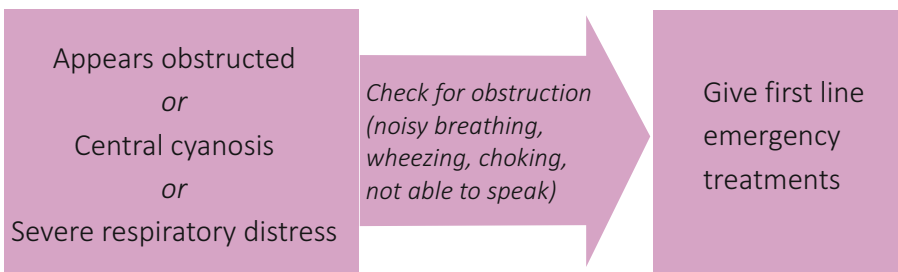 Appears obstructed
or
Central cyanosis
or
Severe respiratory distress
Check for obstruction
(noisy breathing,
wheezing, choking,
not able to speak)
Give first line
emergency
treatments